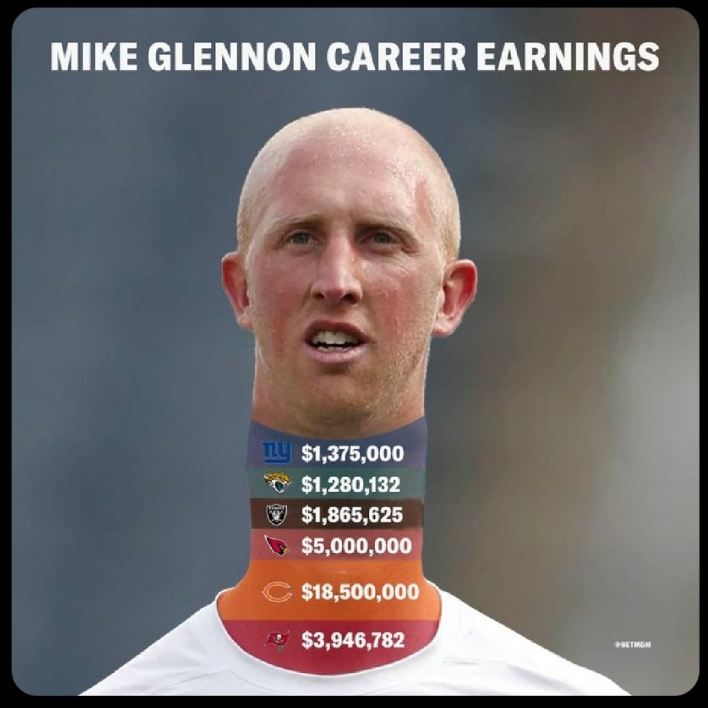 MIKE GLENNON CAREER EARNINGS
ny $1,375,000
$1,280,132
$1,865,625
$5,000,000
C $18,500,000
$3,946,782
@BETMGM